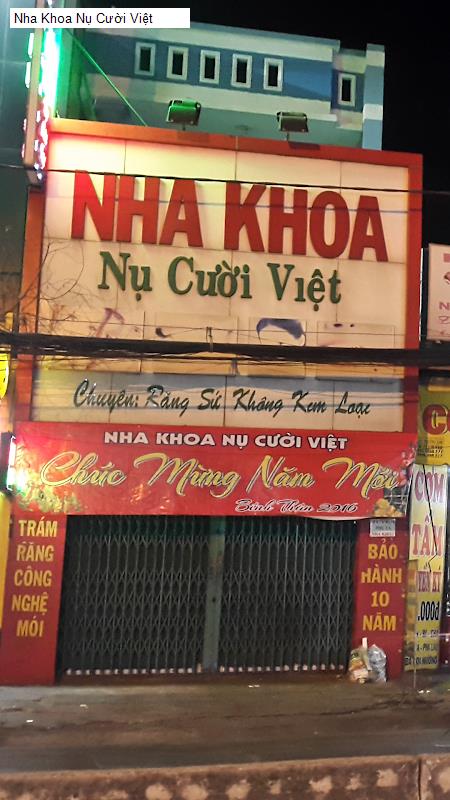 Nha Khoa Nụ Cười Việt
NHA KHOA
Nụ Cười Việt
Chuyên: Răng Sứ Không Kim Loại
NHA KHOA NỤ CƯỜI VIỆT
Chúc Mừng Năm Mới
Bính Thân 2016
TRÁM
RĂNG
CÔNG
NGHỆ
MỚI
BẢO
HÀNH
10
NĂM
CƠM
TẤM